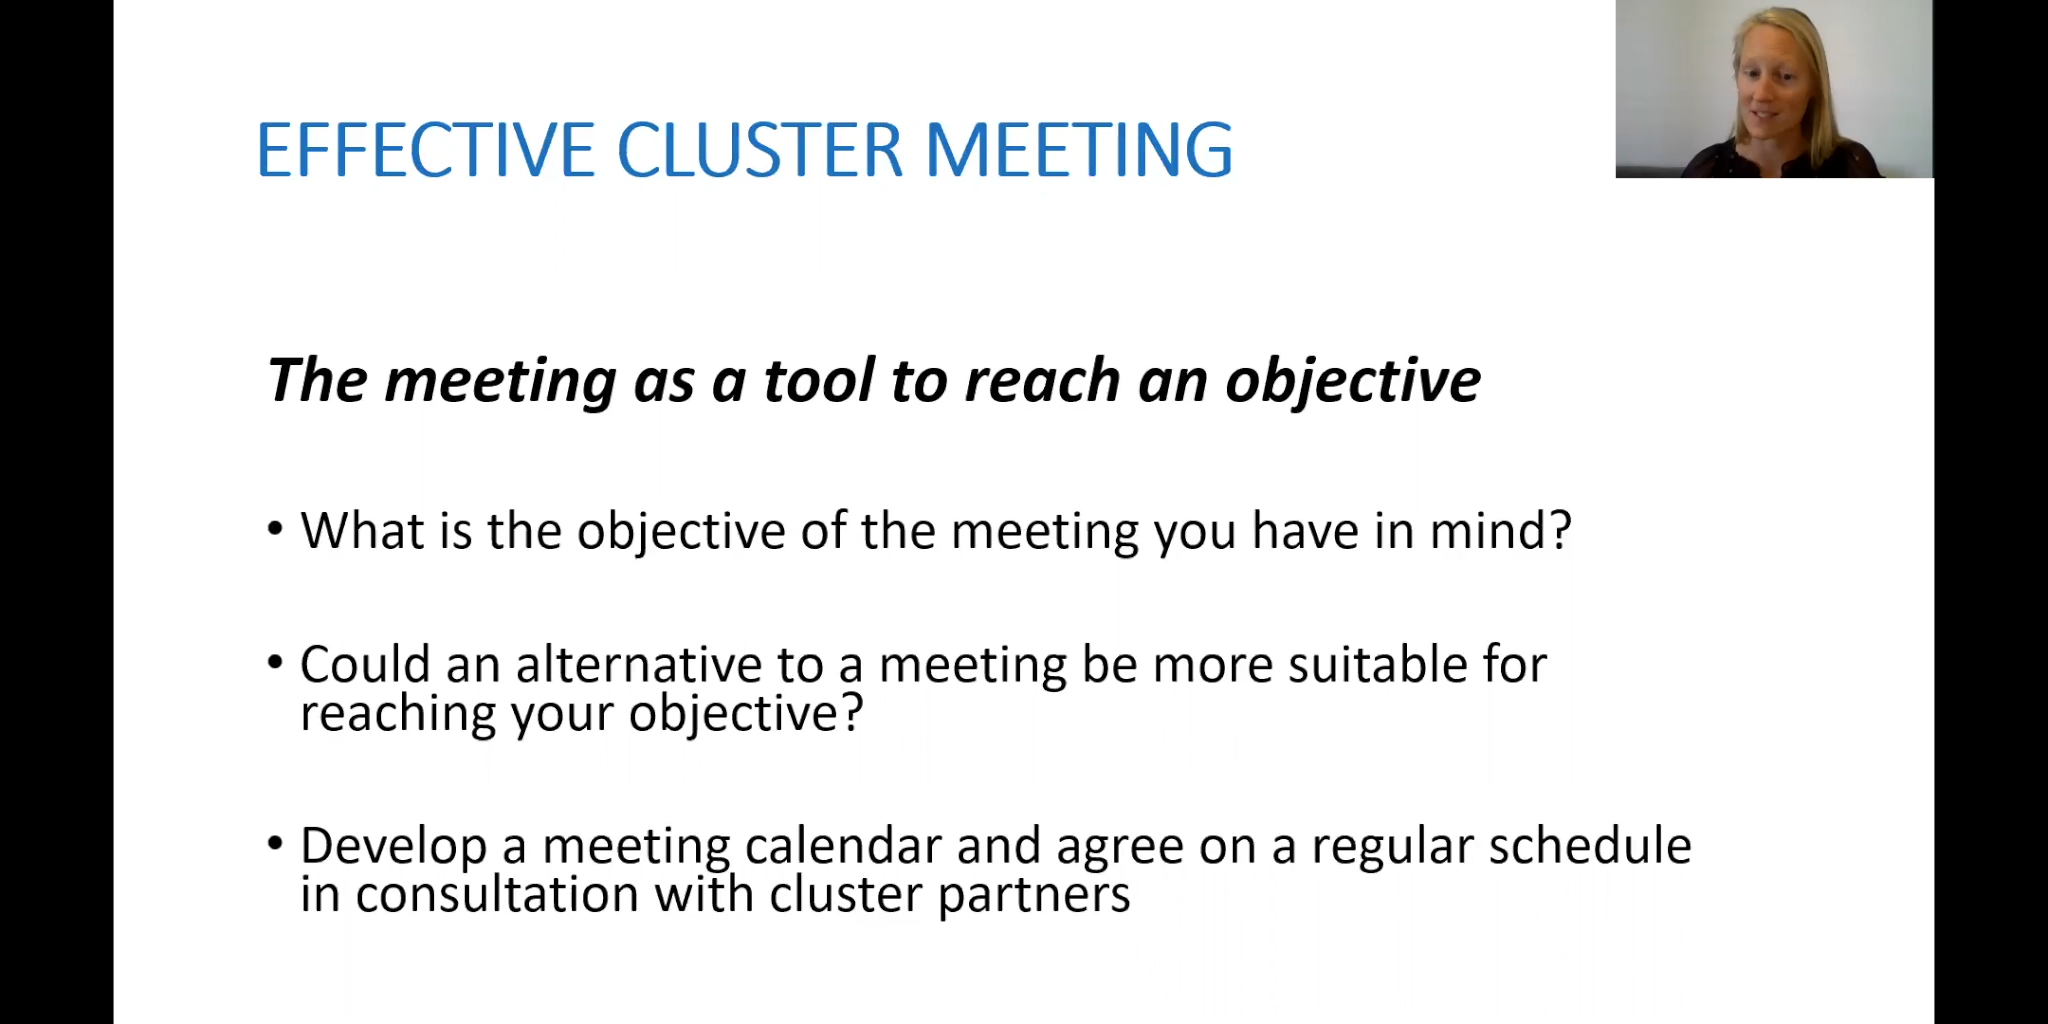 EFFECTIVE CLUSTER MEETING
The meeting as a tool to reach an objective
• What is the objective of the meeting you have in mind?
• Could an alternative to a meeting be more suitable for
reaching your objective?
• Develop a meeting calendar and agree on a regular schedule
in consultation with cluster partners